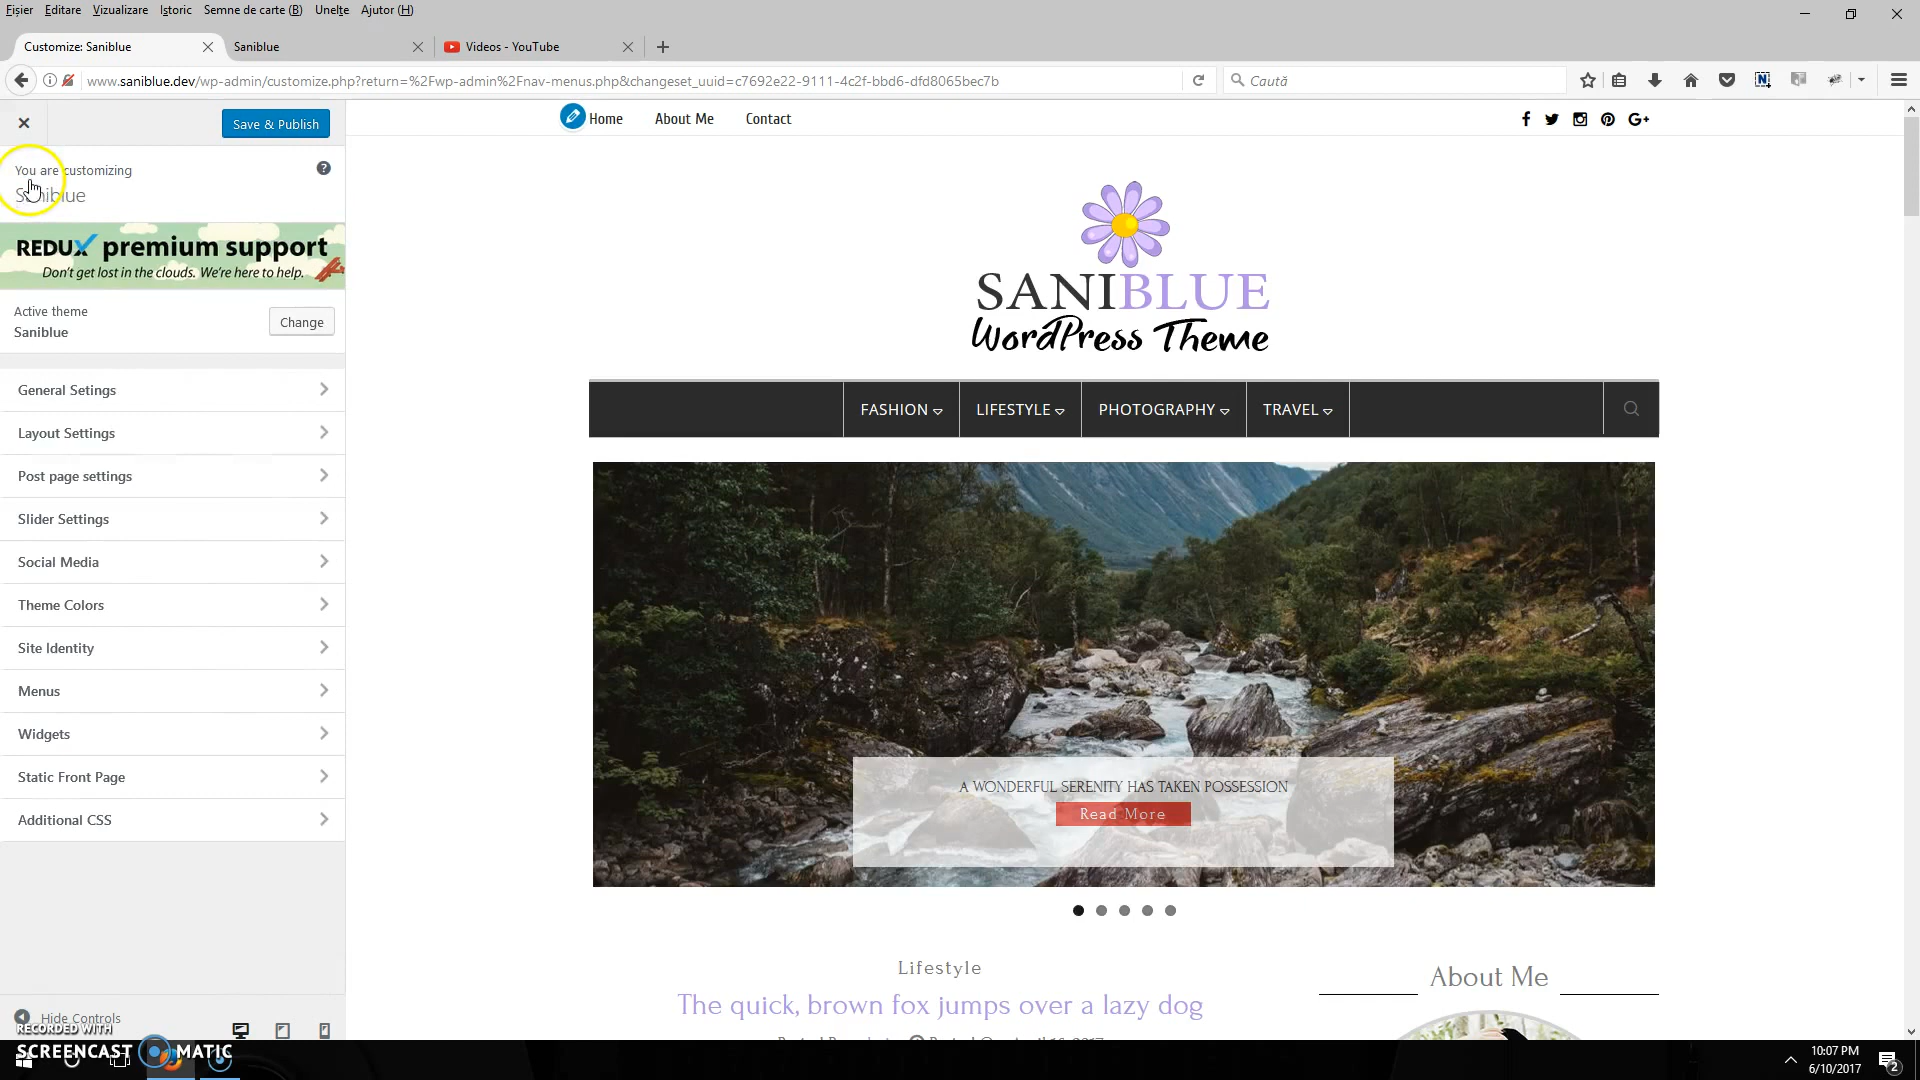 Fișier Editare Vizualizare Istoric Semne de carte (B) Unelte Ajutor (H)
Customize: Saniblue
Saniblue
Videos - YouTube
www.saniblue.dev/wp-admin/customize.php?return=%2Fwp-admin%2Fnav-menus.php&changeset_uuid=c7692e22-9111-4c2f-bbd6-dfd8065bec7b
Caută
Save & Publish
Home About Me Contact
You are customizing
Saniblue
REDUX premium support
Don't get lost in the clouds. We're here to help.
Active theme
Saniblue
Change
General Setings
Layout Settings
Post page settings
Slider Settings
Social Media
Theme Colors
Site Identity
Menus
Widgets
Static Front Page
Additional CSS
Hide Controls
SANIBLUE
WordPress Theme
FASHION LIFESTYLE PHOTOGRAPHY TRAVEL
A WONDERFUL SERENITY HAS TAKEN POSSESSION
Read More
Lifestyle
The quick, brown fox jumps over a lazy dog
About Me
RECORDED WITH
SCREENCAST MATIC
10:07 PM
6/10/2017
2